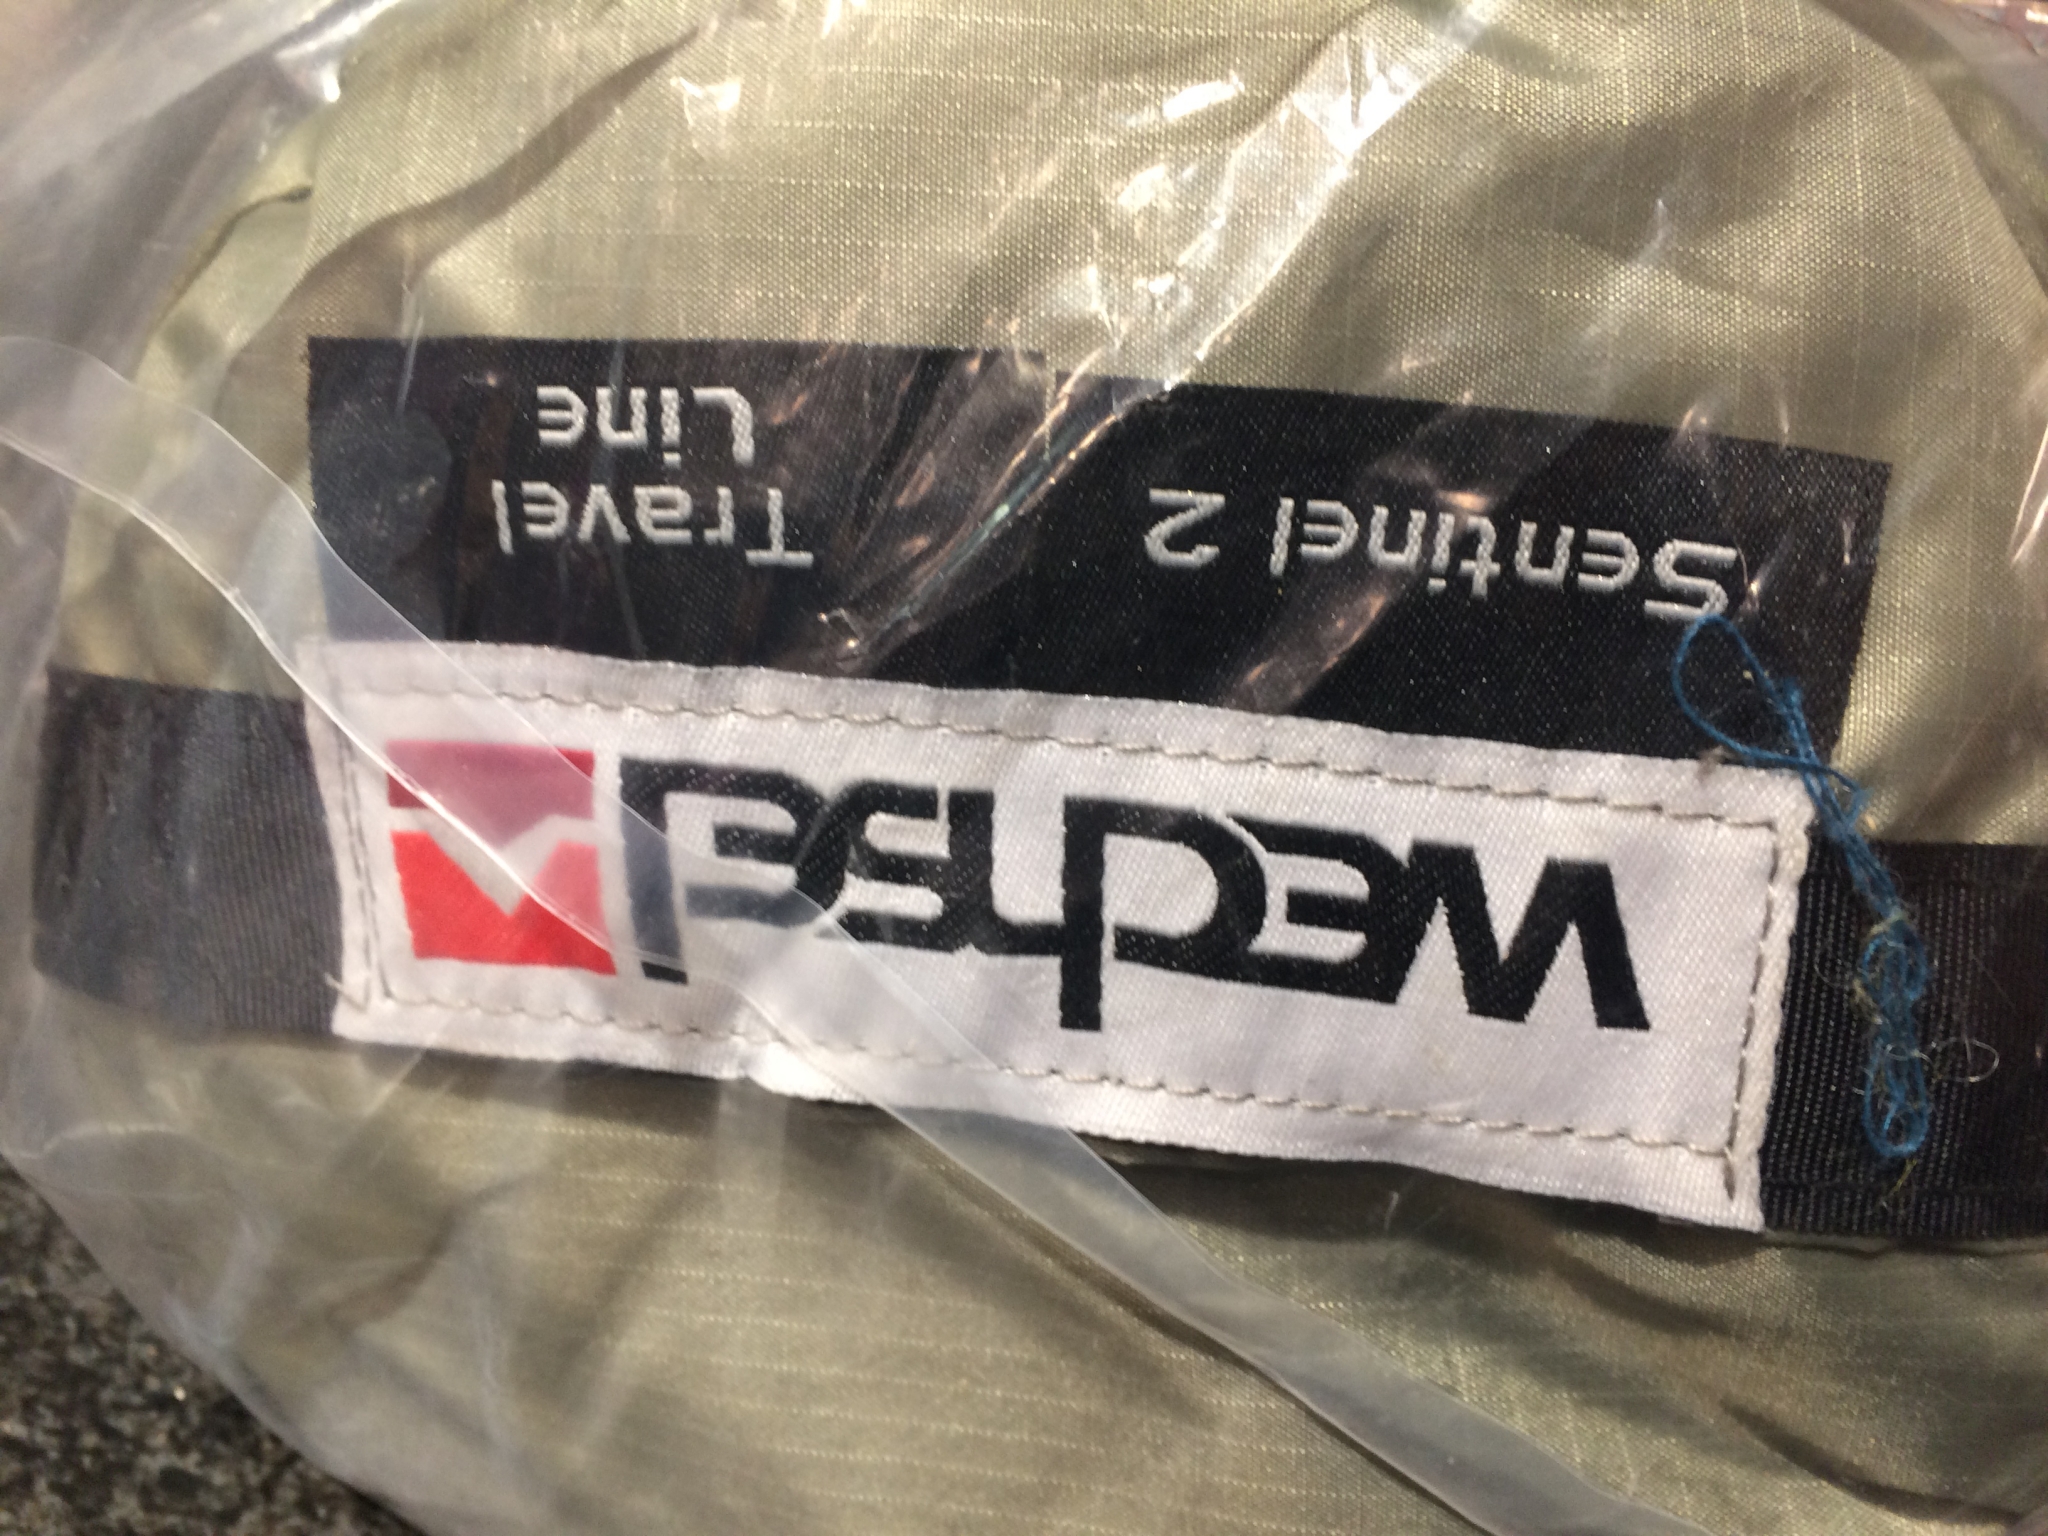 wechsel
Sentinel 2
Travel
Line